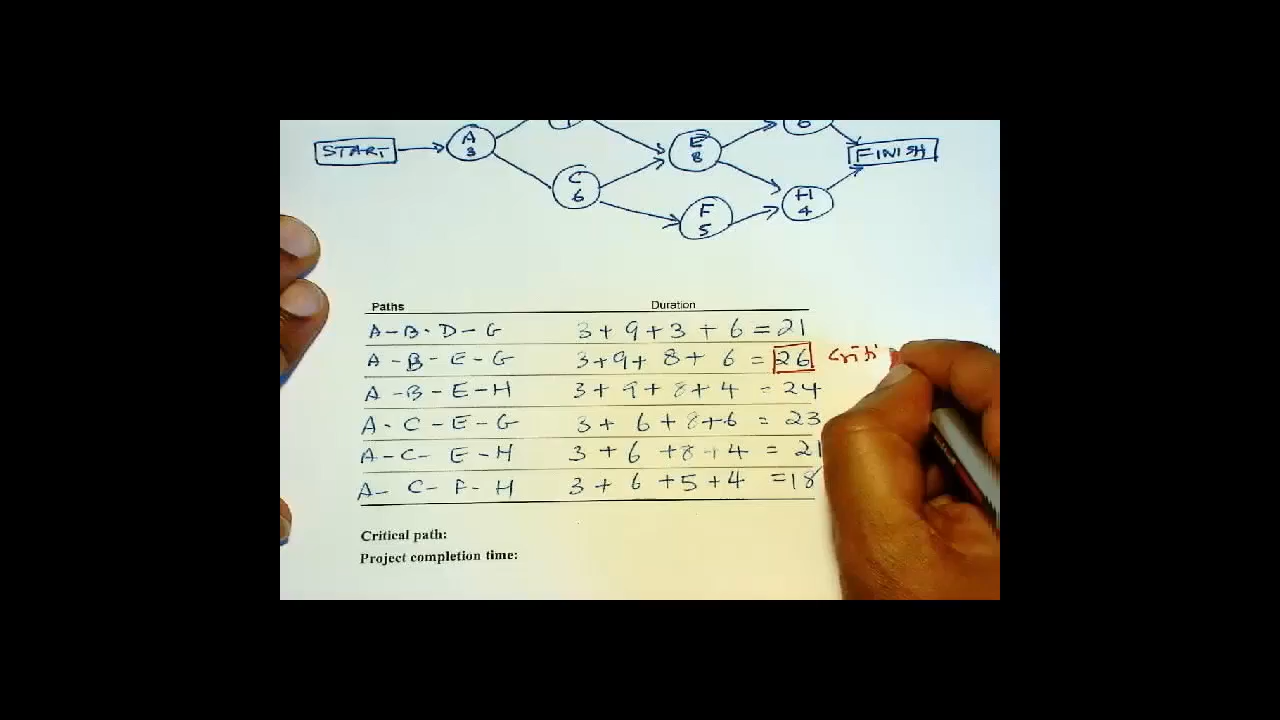 START
A
3
C
6
E
8
F
5
6
H
4
FINISH
Paths Duration
A-B-D-G 3+9+3+6=21
A-B-E-G 3+9+8+6=26 criti
A-B-E-H 3+9+8+4=24
A-C-E-G 3+6+8+6=23
A-C-E-H 3+6+8+4=21
A-C-F-H 3+6+5+4=18
Critical path:
Project completion time: